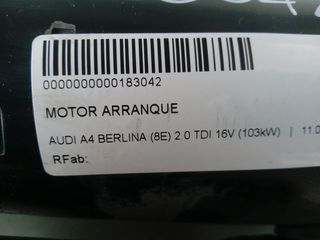 0000000000183042
MOTOR ARRANQUE
AUDI A4 BERLINA (8E) 2.0 TDI 16V (103kW) | 11.0
RFab: